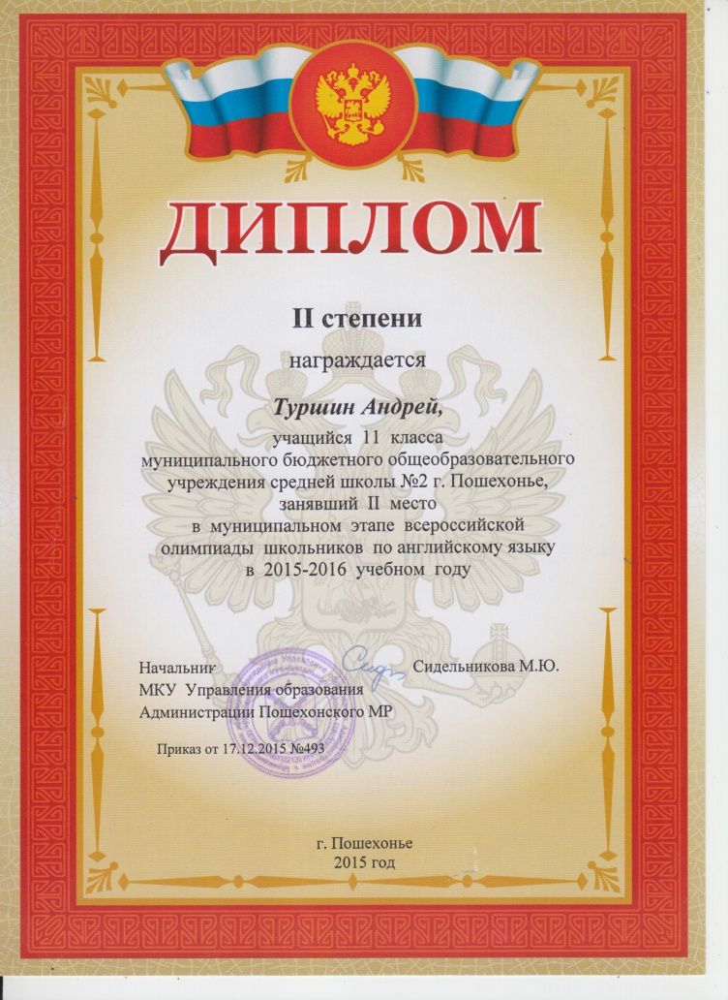 ДИПЛОМ
II степени
награждается
Туршин Андрей,
учащийся 11 класса
муниципального бюджетного общеобразовательного
учреждения средней школы №2 г. Пошехонье,
занявший II место
в муниципальном этапе всероссийской
олимпиады школьников по английскому языку
в 2015-2016 учебном году
Начальник Сидельникова М.Ю.
МКУ Управления образования
Администрации Пошехонского МР
Приказ от 17.12.2015 №493
г. Пошехонье
2015 год